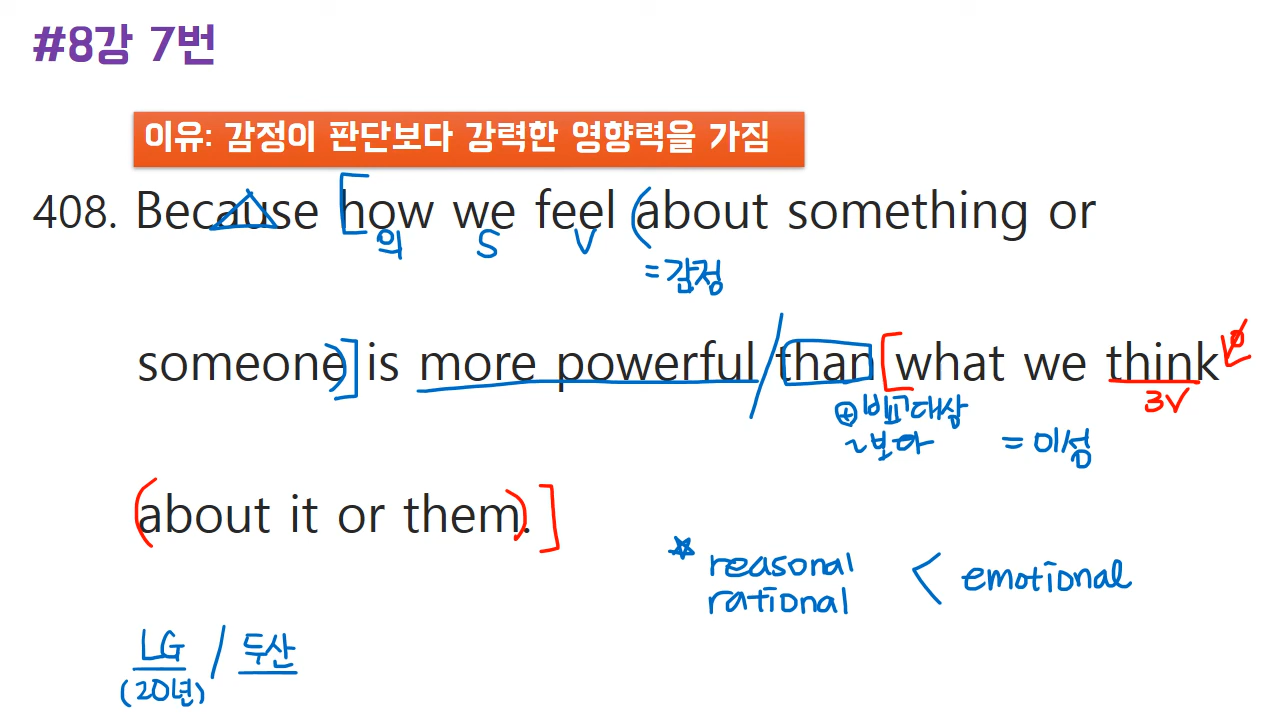 #8강 7번
이유: 감정이 판단보다 강력한 영향력을 가짐
408. Because how we feel about something or
의 S V
=감정
someone is more powerful than what we think
3V
+비교대상
~보다 =이성
about it or them.
☆ reasonal < emotional
rational
LG / 두산
(20년)